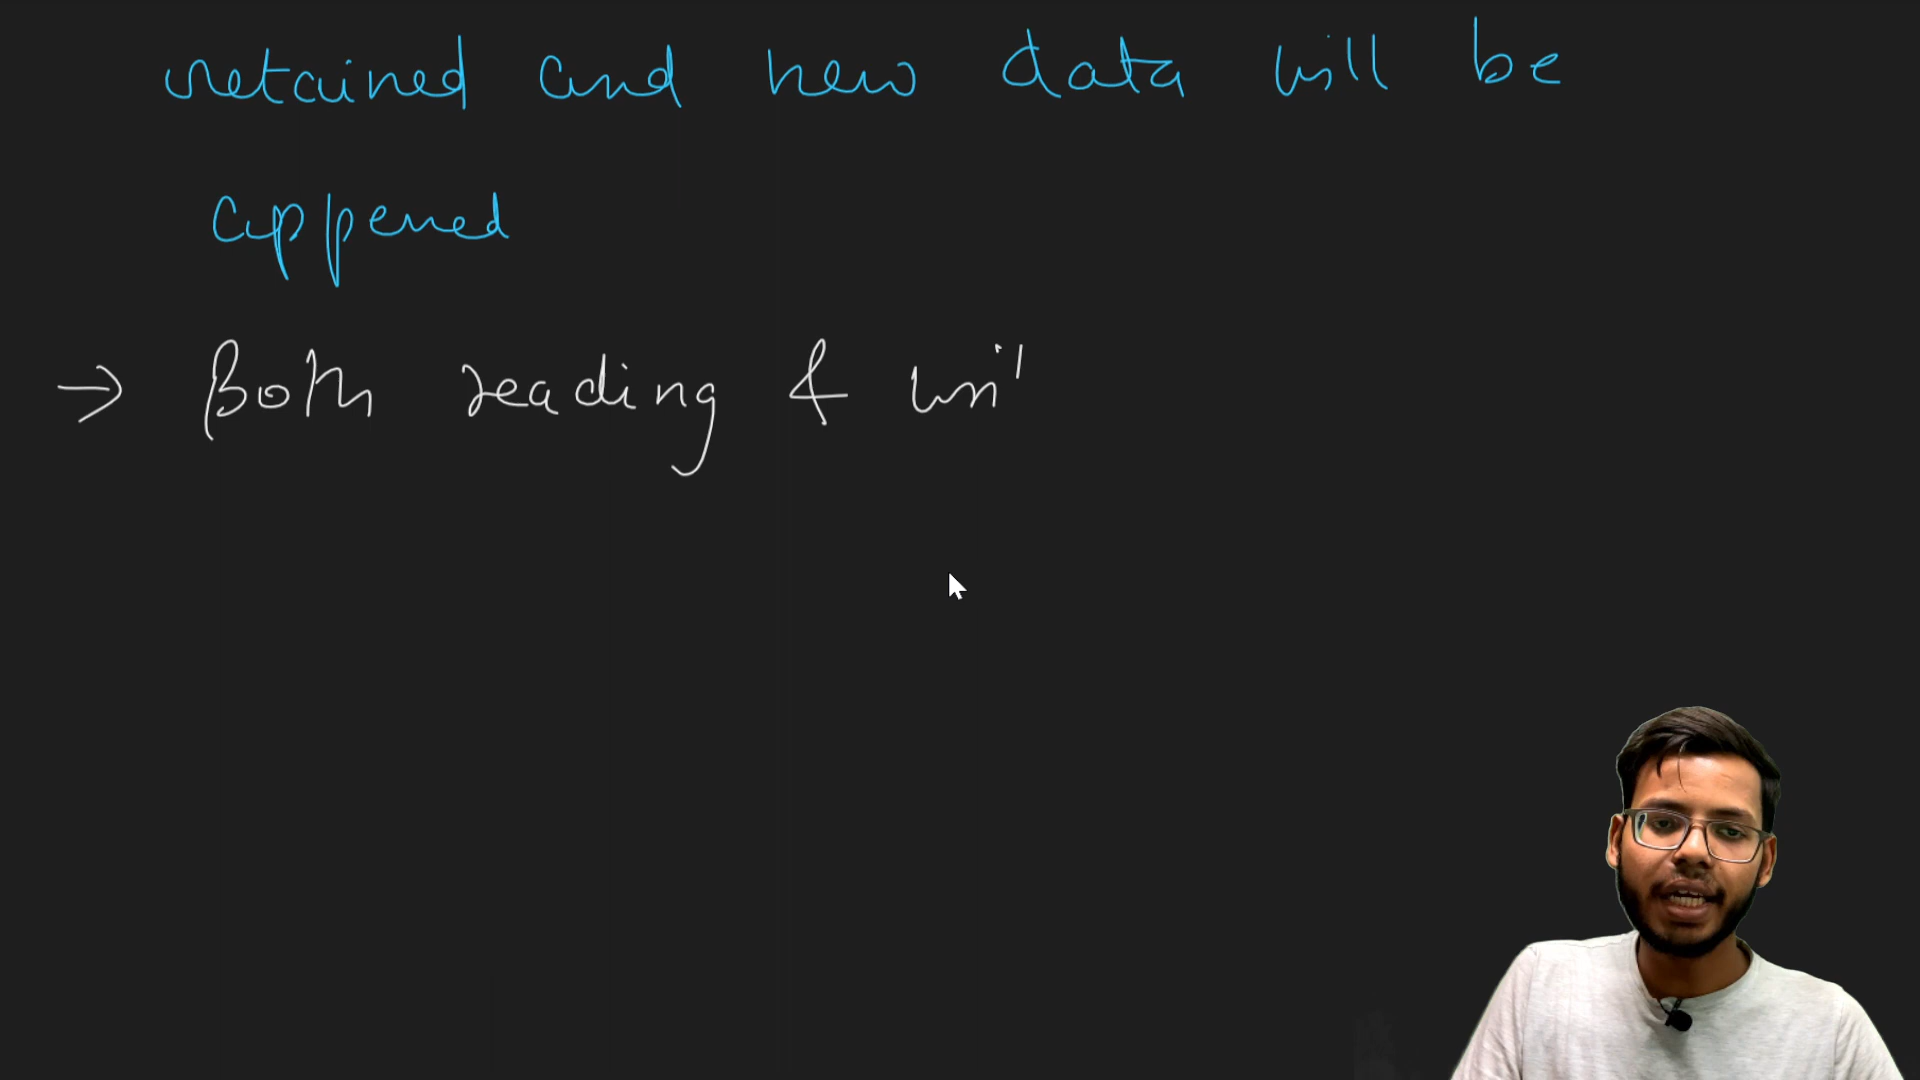 retained and new data will be
appened
→ Both reading & wri